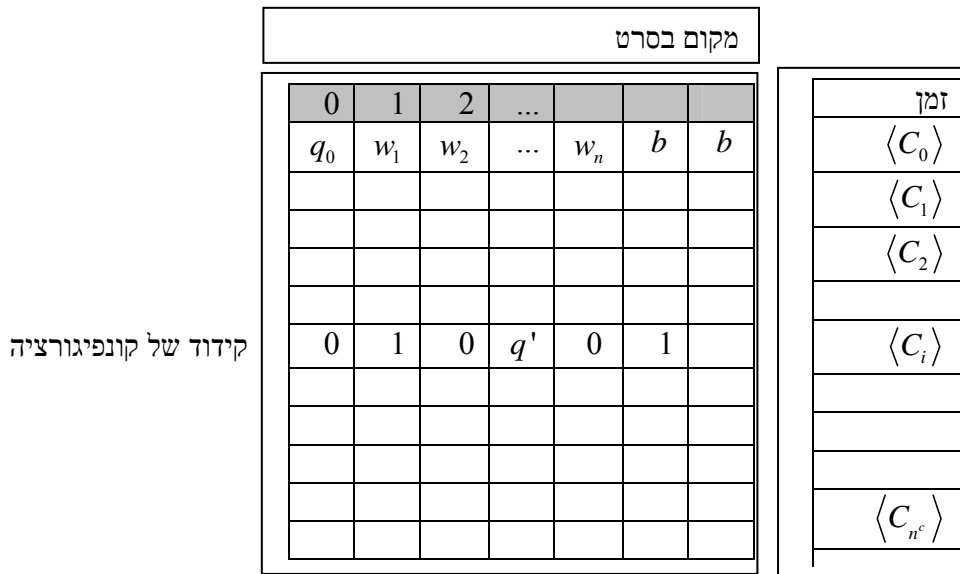 מקום בסרט
0 1 2 ... זמן
q₀ w₁ w₂ ... wₙ b b ⟨C₀⟩
⟨C₁⟩
⟨C₂⟩
קידוד של קונפיגורציה 0 1 0 q' 0 1 ⟨Cᵢ⟩
⟨C_{n^c}⟩